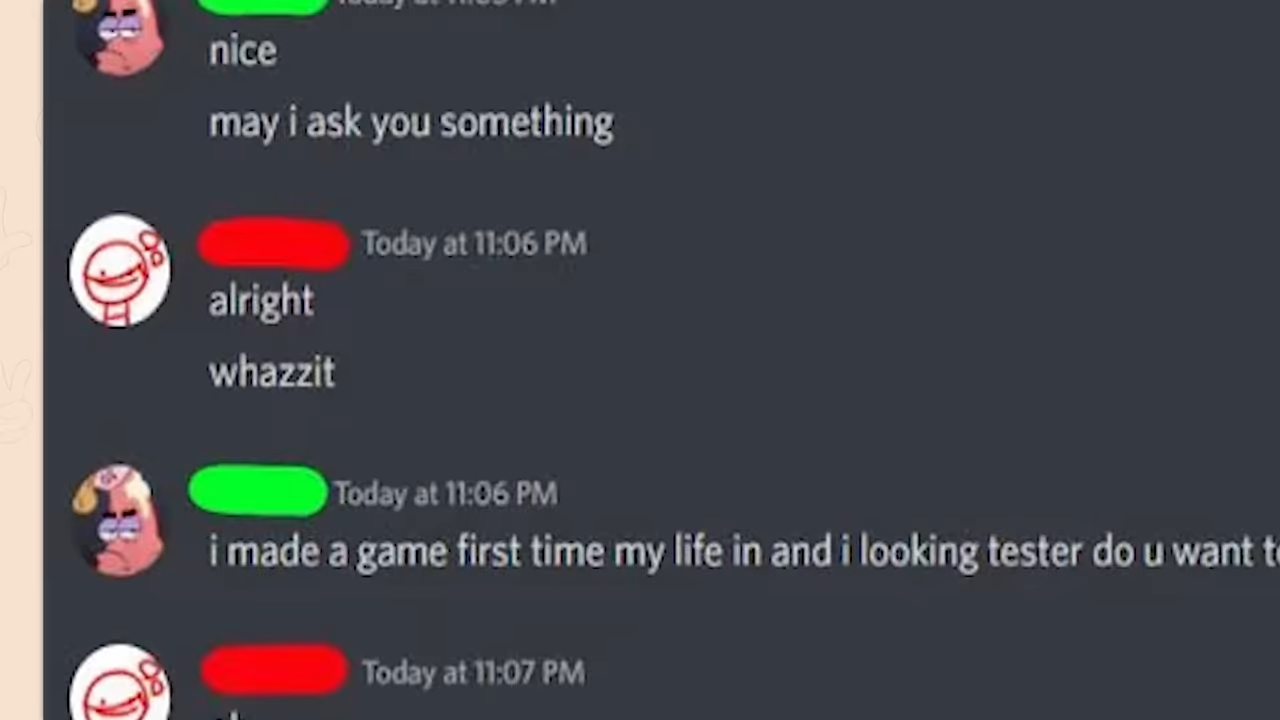 nice
may i ask you something
Today at 11:06 PM
alright
whazzit
Today at 11:06 PM
i made a game first time my life in and i looking tester do u want
Today at 11:07 PM